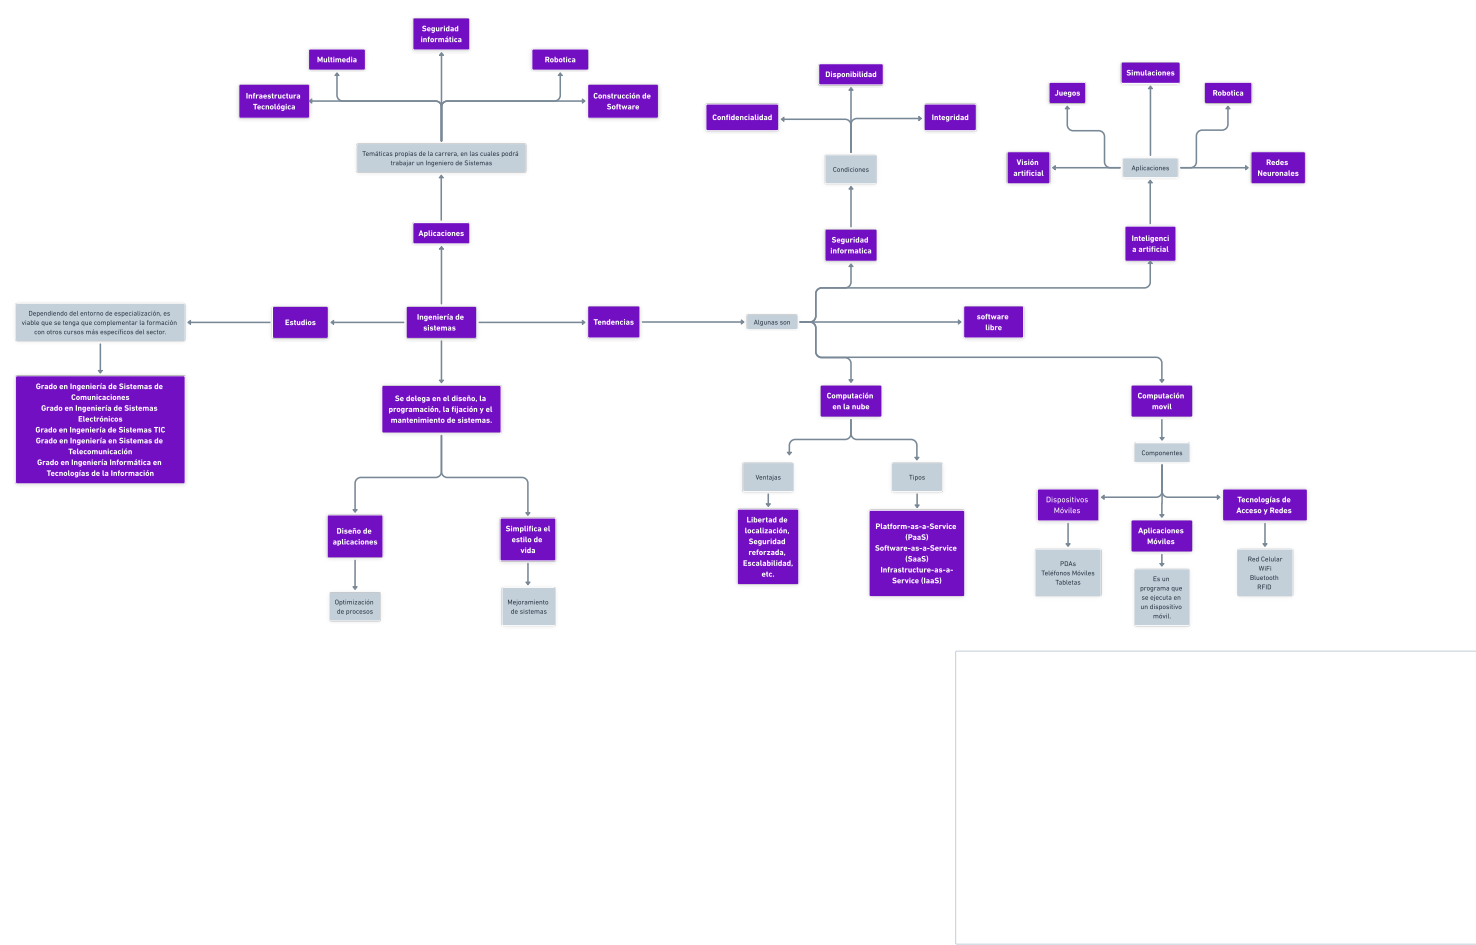 Seguridad
informática
Multimedia
Robotica
Infraestructura
Tecnológica
Construcción de
Software
Temáticas propias de la carrera, en las cuales podrá
trabajar un Ingeniero de Sistemas
Aplicaciones
Dependiendo del entorno de especialización, es
viable que se tenga que complementar la formación
con otros cursos más específicos del sector.
Estudios
Ingeniería de
sistemas
Tendencias
Algunas son
Grado en Ingeniería de Sistemas de
Comunicaciones
Grado en Ingeniería de Sistemas
Electrónicos
Grado en Ingeniería de Sistemas TIC
Grado en Ingeniería en Sistemas de
Telecomunicación
Grado en Ingeniería Informática en
Tecnologías de la Información
Se delega en el diseño, la
programación, la fijación y el
mantenimiento de sistemas.
Diseño de
aplicaciones
Simplifica el
estilo de
vida
Optimización
de procesos
Mejoramiento
de sistemas
Disponibilidad
Confidencialidad
Integridad
Condiciones
Seguridad
informatica
Simulaciones
Juegos
Robotica
Visión
artificial
Aplicaciones
Redes
Neuronales
Inteligenci
a artificial
software
libre
Computación
en la nube
Ventajas
Tipos
Libertad de
localización,
Seguridad
reforzada,
Escalabilidad,
etc.
Platform-as-a-Service
(PaaS)
Software-as-a-Service
(SaaS)
Infrastructure-as-a-
Service (IaaS)
Computación
movil
Componentes
Dispositivos
Móviles
Aplicaciones
Móviles
Tecnologías de
Acceso y Redes
PDAs
Teléfonos Móviles
Tabletas
Es un
programa que
se ejecuta en
un dispositivo
móvil.
Red Celular
WiFi
Bluetooth
RFID